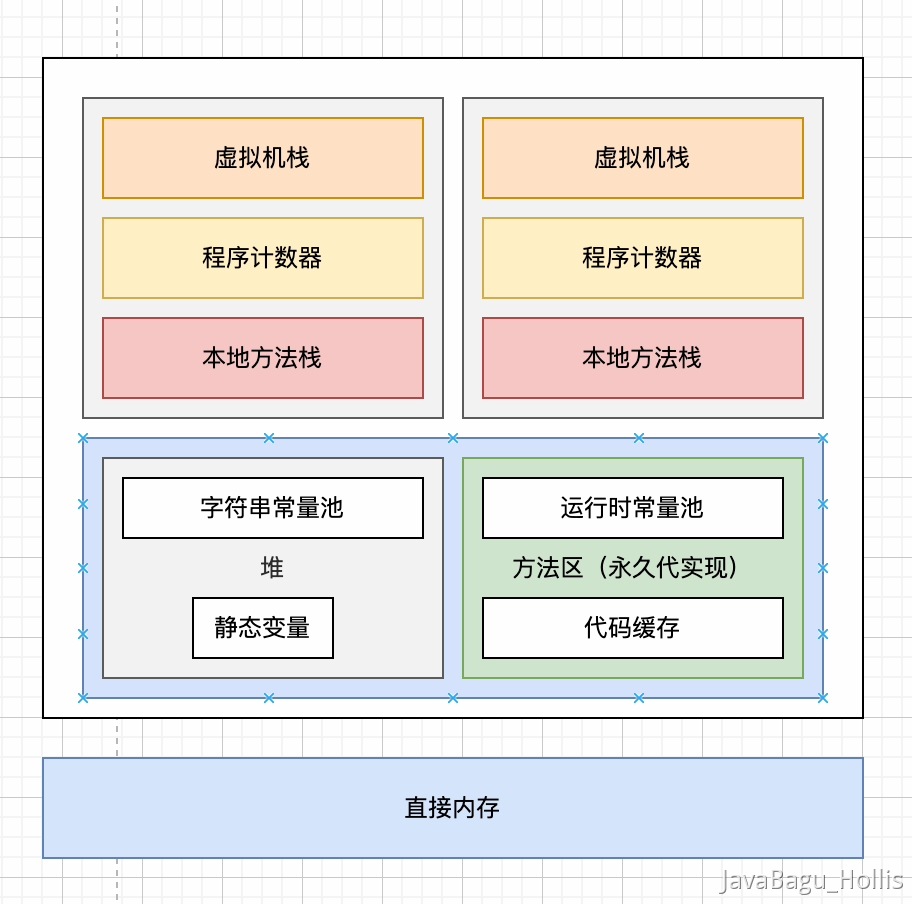 虚拟机栈
程序计数器
本地方法栈
虚拟机栈
程序计数器
本地方法栈
字符串常量池
堆
静态变量
运行时常量池
方法区（永久代实现）
代码缓存
直接内存
JavaBagu_Hollis